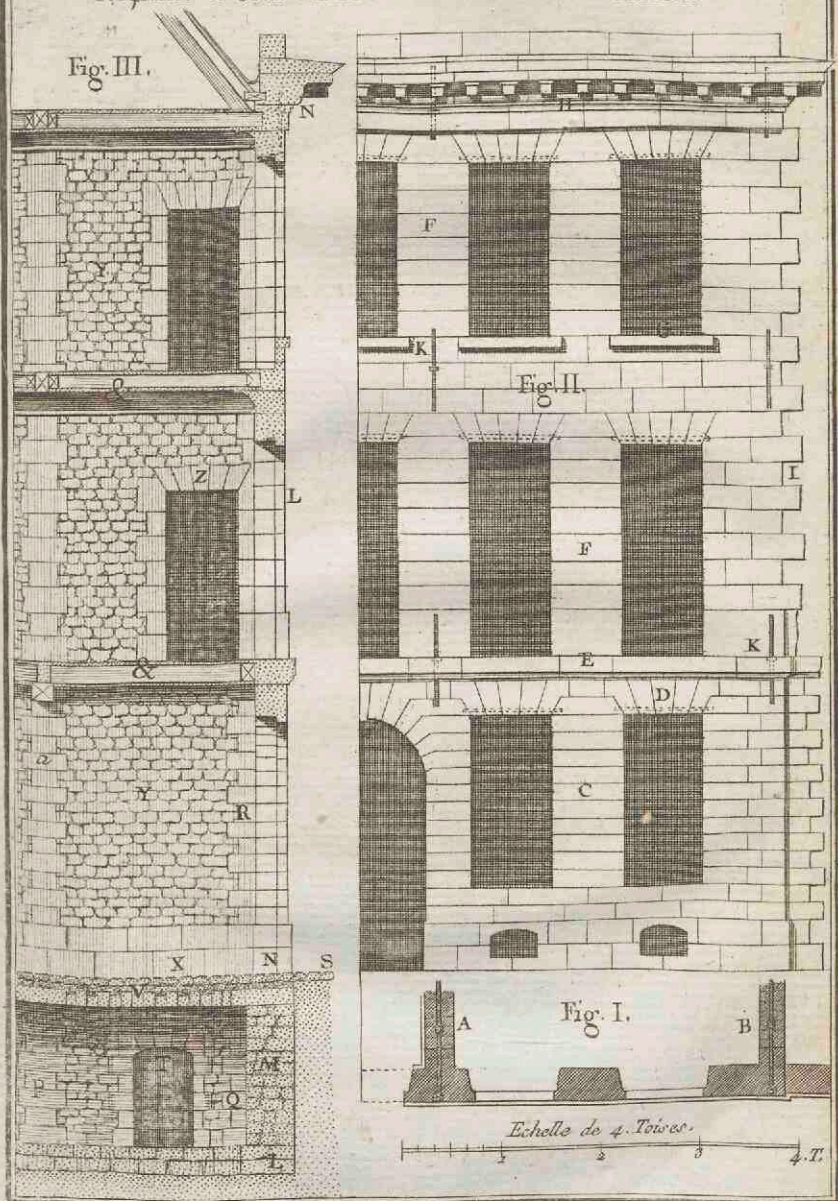 Fig. III.
N
H
F
Y
G
K
&
Fig. II.
Z
L
I
F
&
E
K
D
a
Y
C
R
X
N
S
V
A
Fig. I.
B
T
M
P
Q
L
Echelle de 4. Toises.
1
2
3
4. T.